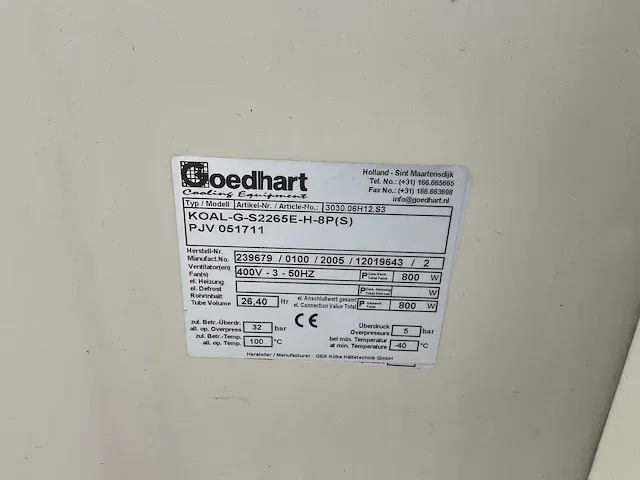 Goedhart
Cooling Equipment
Holland - Sint Maartensdijk
Tel. No.: (+31) 166.665665
Fax No.: (+31) 166.663698
info@goedhart.nl
Typ / Modell Artikel-Nr. / Article-No.: 3030.06H12.S3
KOAL-G-S2265E-H-8P(S)
PJV 051711
Herstell-Nr.
Manufact.No. 239679 / 0100 / 2005 / 12019643 / 2
Ventilator(en)
Fan(s) 400V - 3 - 50HZ P 800 W
el. Heizung
el. Defrost P W
Rohrinhalt
Tube Volume 26,40 ltr
el. Anschlußwert gesamt
el. Connection Value Total P 800 W
zul. Betr.-Überdr.
all. op. Overpress 32 bar
CE
Überdruck
Overpressure 5 bar
zul. Betr.-Temp.
all. op. Temp. 100 °C
bei min. Temperatur
at min. Temperature -40 °C
Hersteller / Manufacturer GEA Küba Kältetechnik GmbH